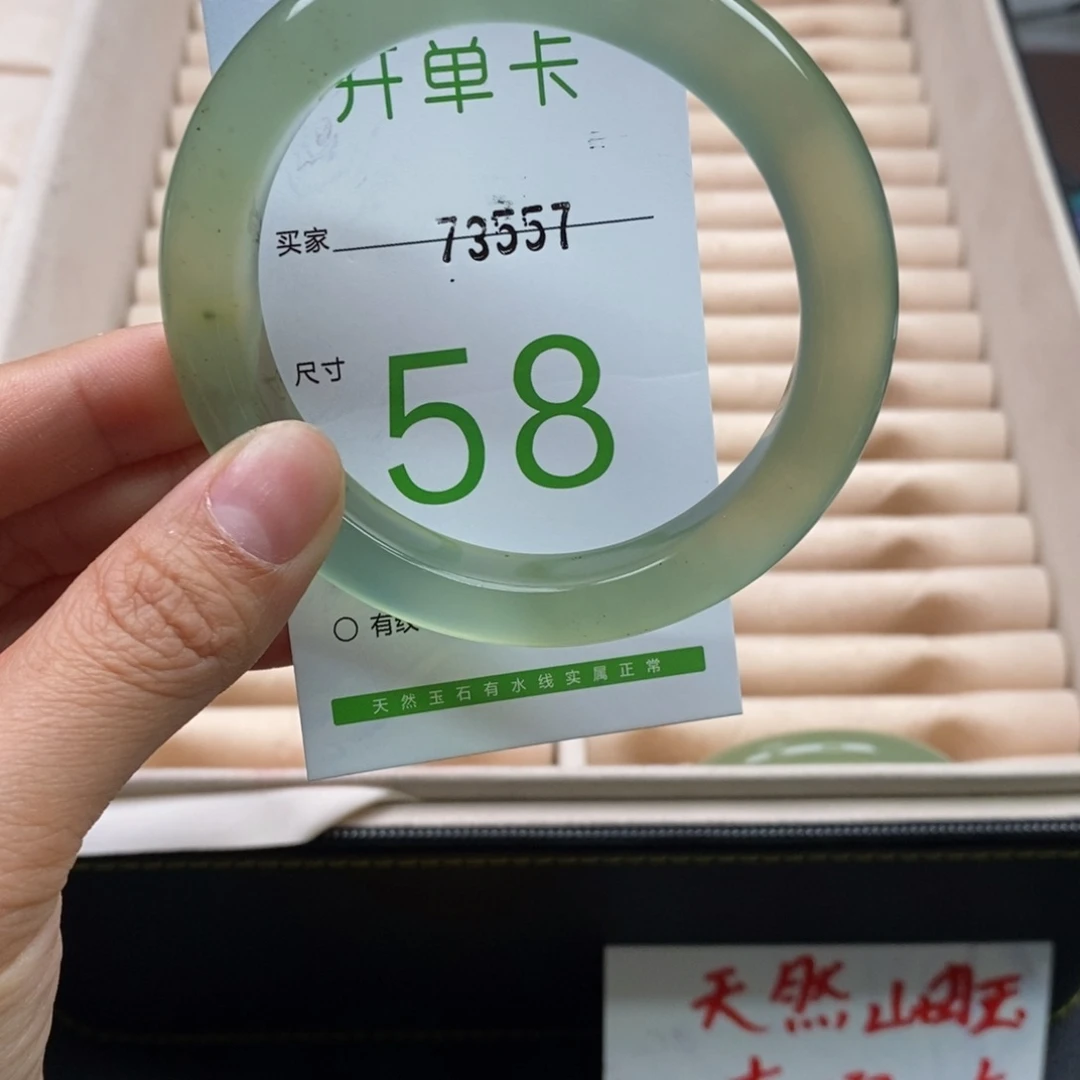 开单卡
买家 73557
尺寸 58
○ 有纹
天然玉石有水线实属正常
天然